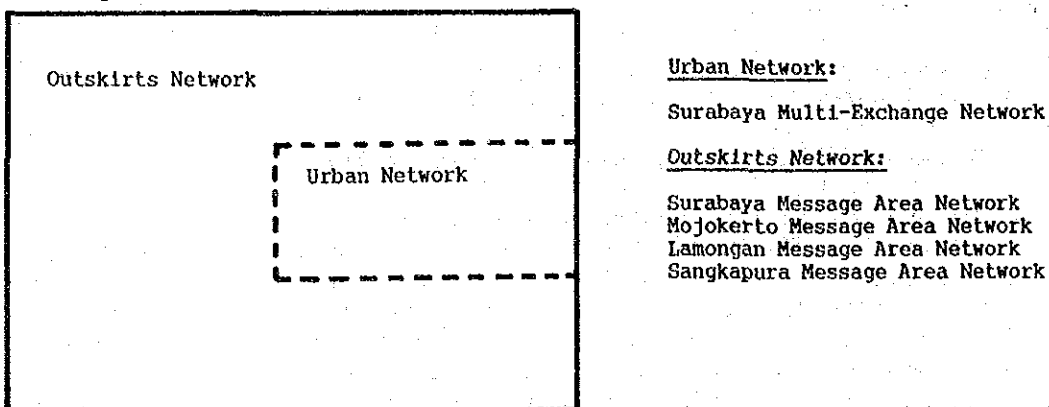 Outskirts Network
Urban Network
Urban Network:
Surabaya Multi-Exchange Network
Outskirts Network:
Surabaya Message Area Network
Mojokerto Message Area Network
Lamongan Message Area Network
Sangkapura Message Area Network